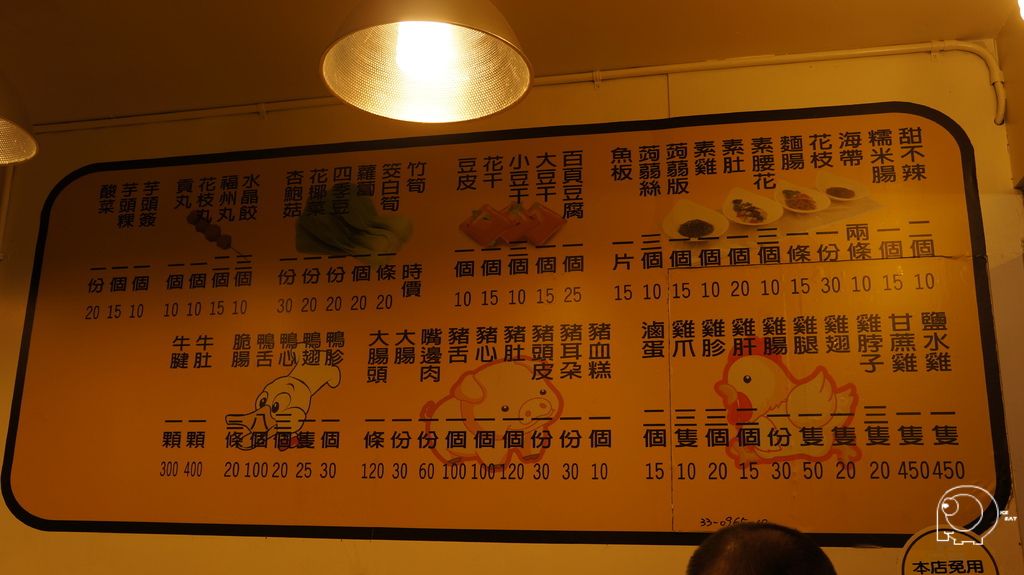 甜不辣 二個 10
糯米腸 一個 15
海帶 兩條 10
花枝 一份 30
麵腸 一條 15
素腰花 三個 10
素肚 一個 20
素雞 二個 10
蒟蒻版 二個 15
蒟蒻絲 三個 10
魚板 一片 15
百頁豆腐 一個 25
大豆干 一個 15
小豆干 三個 10
花干 一個 15
豆皮 一個 10
竹筍 時價
筊白筍 一條 20
蘿蔔 一個 20
四季豆 一份 20
花椰菜 一份 20
杏鮑菇 一份 30
水晶餃 一個 10
福州丸 一個 15
花枝丸 一個 10
貢丸 一個 10
芋頭簽 一個 10
芋頭粿 一個 15
酸菜 一份 20
鹽水雞 一隻 450
甘蔗雞 一隻 450
雞脖子 二隻 20
雞翅 一隻 20
雞腿 一隻 50
雞腸 一份 30
雞肝 一個 15
雞胗 三個 20
雞爪 三隻 10
滷蛋 二個 15
豬血糕 一個 10
豬耳朵 一份 30
豬頭皮 一份 30
豬肚 一個 120
豬心 一個 100
豬舌 一個 100
嘴邊肉 一份 60
大腸 一份 30
大腸頭 一條 120
鴨胗 一個 30
鴨翅 一隻 25
鴨心 一個 20
鴨舌 一個 100
脆腸 一條 20
牛肚 一顆 400
牛腱 一顆 300
本店免用